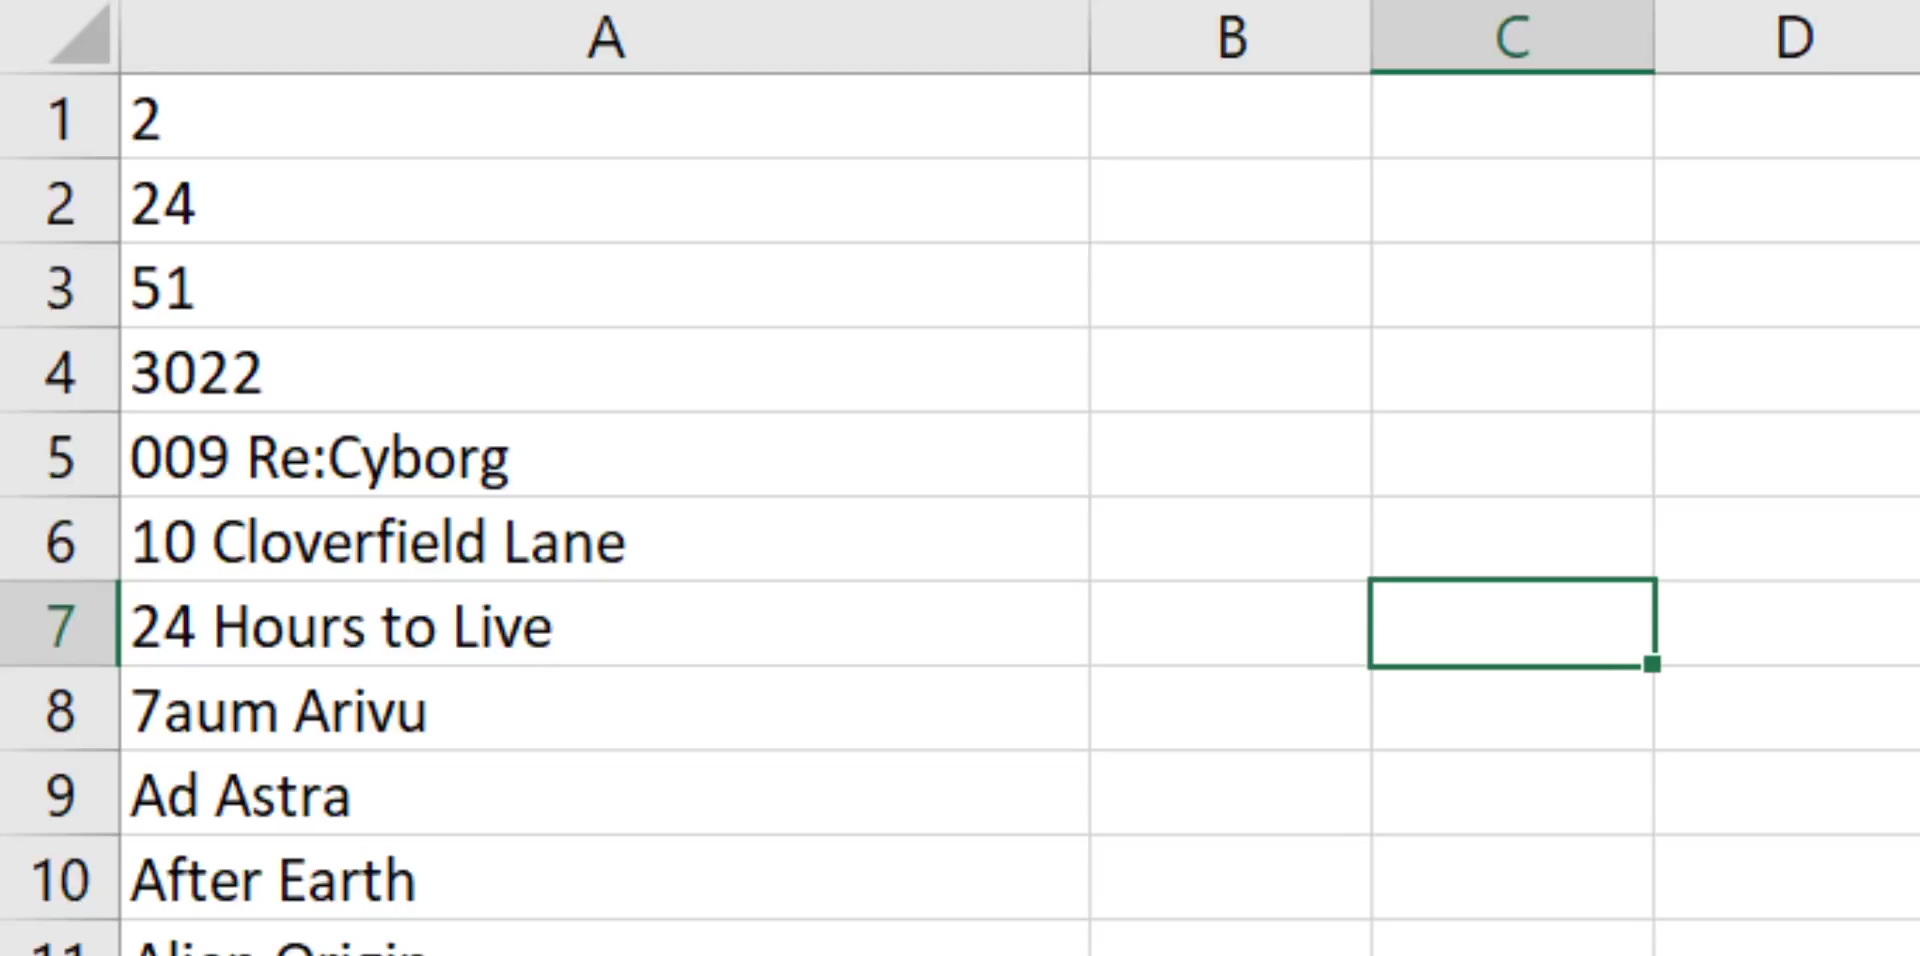 A B C D
1 2
2 24
3 51
4 3022
5 009 Re:Cyborg
6 10 Cloverfield Lane
7 24 Hours to Live
8 7aum Arivu
9 Ad Astra
10 After Earth
11 Alien Origin